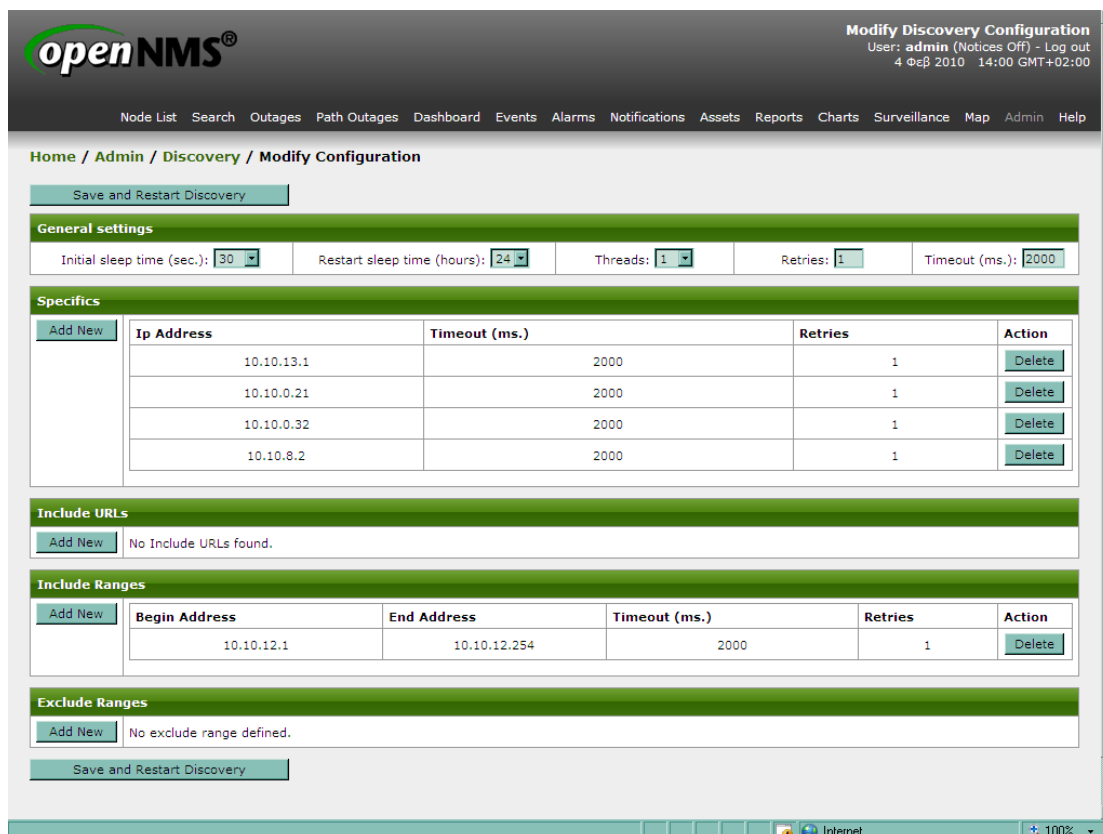 openNMS®
Modify Discovery Configuration
User: admin (Notices Off) - Log out
4 Φεβ 2010 14:00 GMT+02:00
Node List Search Outages Path Outages Dashboard Events Alarms Notifications Assets Reports Charts Surveillance Map Admin Help
Home / Admin / Discovery / Modify Configuration
Save and Restart Discovery
General settings
Initial sleep time (sec.): 30 Restart sleep time (hours): 24 Threads: 1 Retries: 1 Timeout (ms.): 2000
Specifics
Add New Ip Address Timeout (ms.) Retries Action
10.10.13.1 2000 1 Delete
10.10.0.21 2000 1 Delete
10.10.0.32 2000 1 Delete
10.10.8.2 2000 1 Delete
Include URLs
Add New No Include URLs found.
Include Ranges
Add New Begin Address End Address Timeout (ms.) Retries Action
10.10.12.1 10.10.12.254 2000 1 Delete
Exclude Ranges
Add New No exclude range defined.
Save and Restart Discovery
Internet 100%